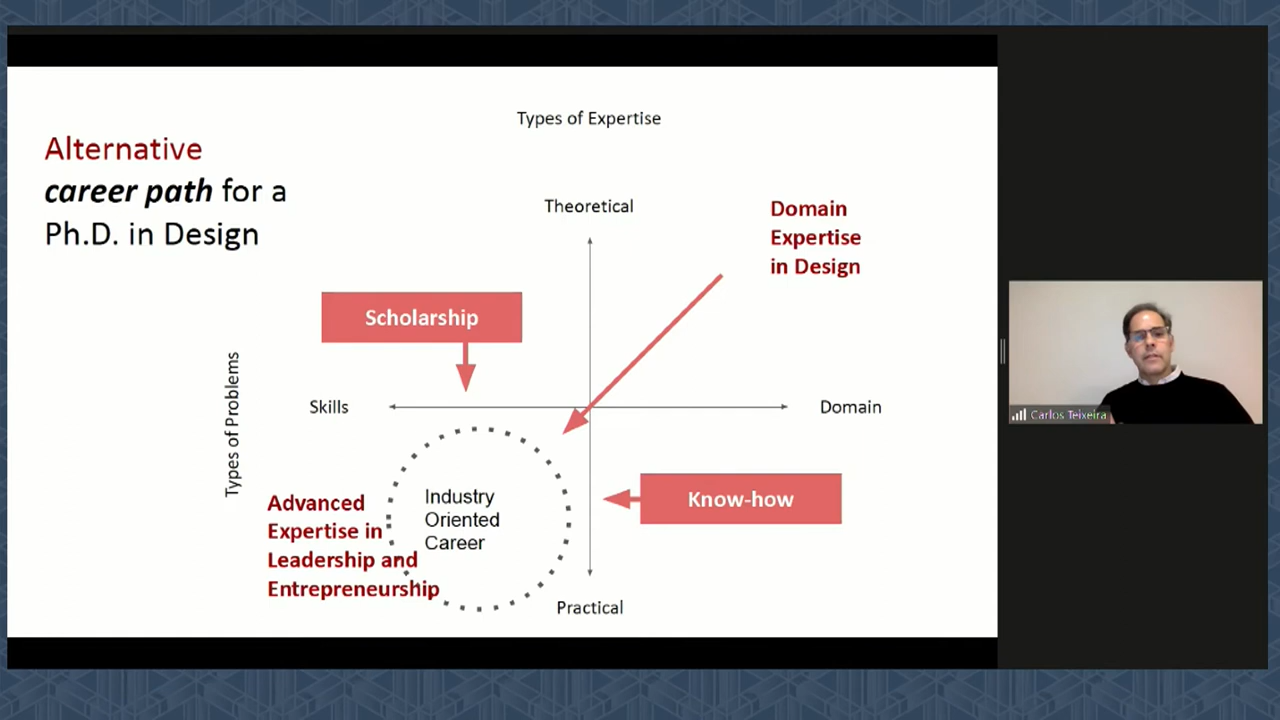 Types of Expertise
Alternative
career path for a
Ph.D. in Design
Theoretical
Domain
Expertise
in Design
Scholarship
Types of Problems
Skills
Domain
Industry
Oriented
Career
Know-how
Advanced
Expertise in
Leadership and
Entrepreneurship
Practical
Carlos Teixeira